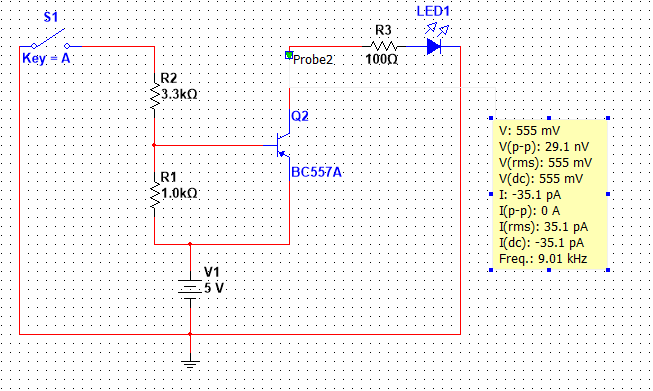 S1
Key = A
R2
3.3kΩ
R1
1.0kΩ
V1
5 V
Q2
BC557A
Probe2
R3
100Ω
LED1
V: 555 mV
V(p-p): 29.1 nV
V(rms): 555 mV
V(dc): 555 mV
I: -35.1 pA
I(p-p): 0 A
I(rms): 35.1 pA
I(dc): -35.1 pA
Freq.: 9.01 kHz